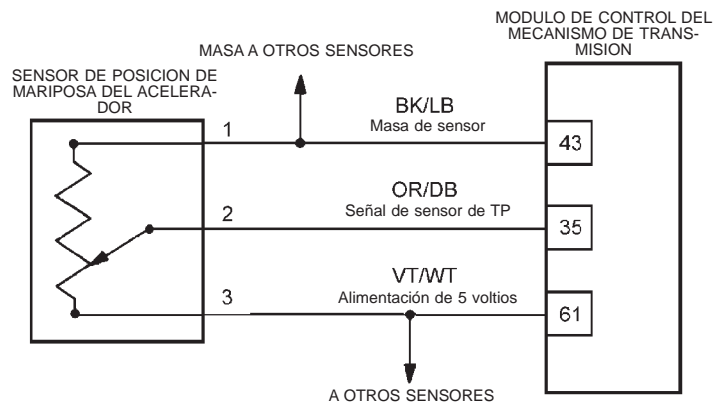 MODULO DE CONTROL DEL
MECANISMO DE TRANS-
MISION
MASA A OTROS SENSORES
SENSOR DE POSICION DE
MARIPOSA DEL ACELERA-
DOR
1
BK/LB
Masa de sensor
43
2
OR/DB
Señal de sensor de TP
35
3
VT/WT
Alimentación de 5 voltios
61
A OTROS SENSORES